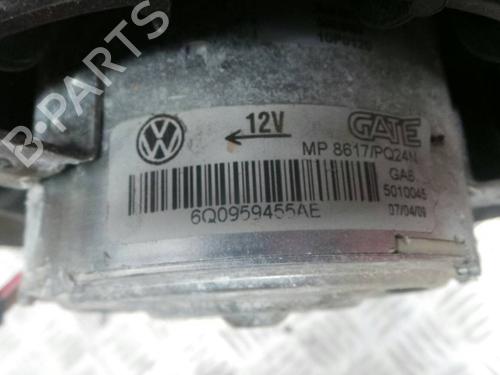 B-PARTS
12V
GATE
MP 8617/PQ24N
GA6
5010045
6Q0959455AE
07/04/09